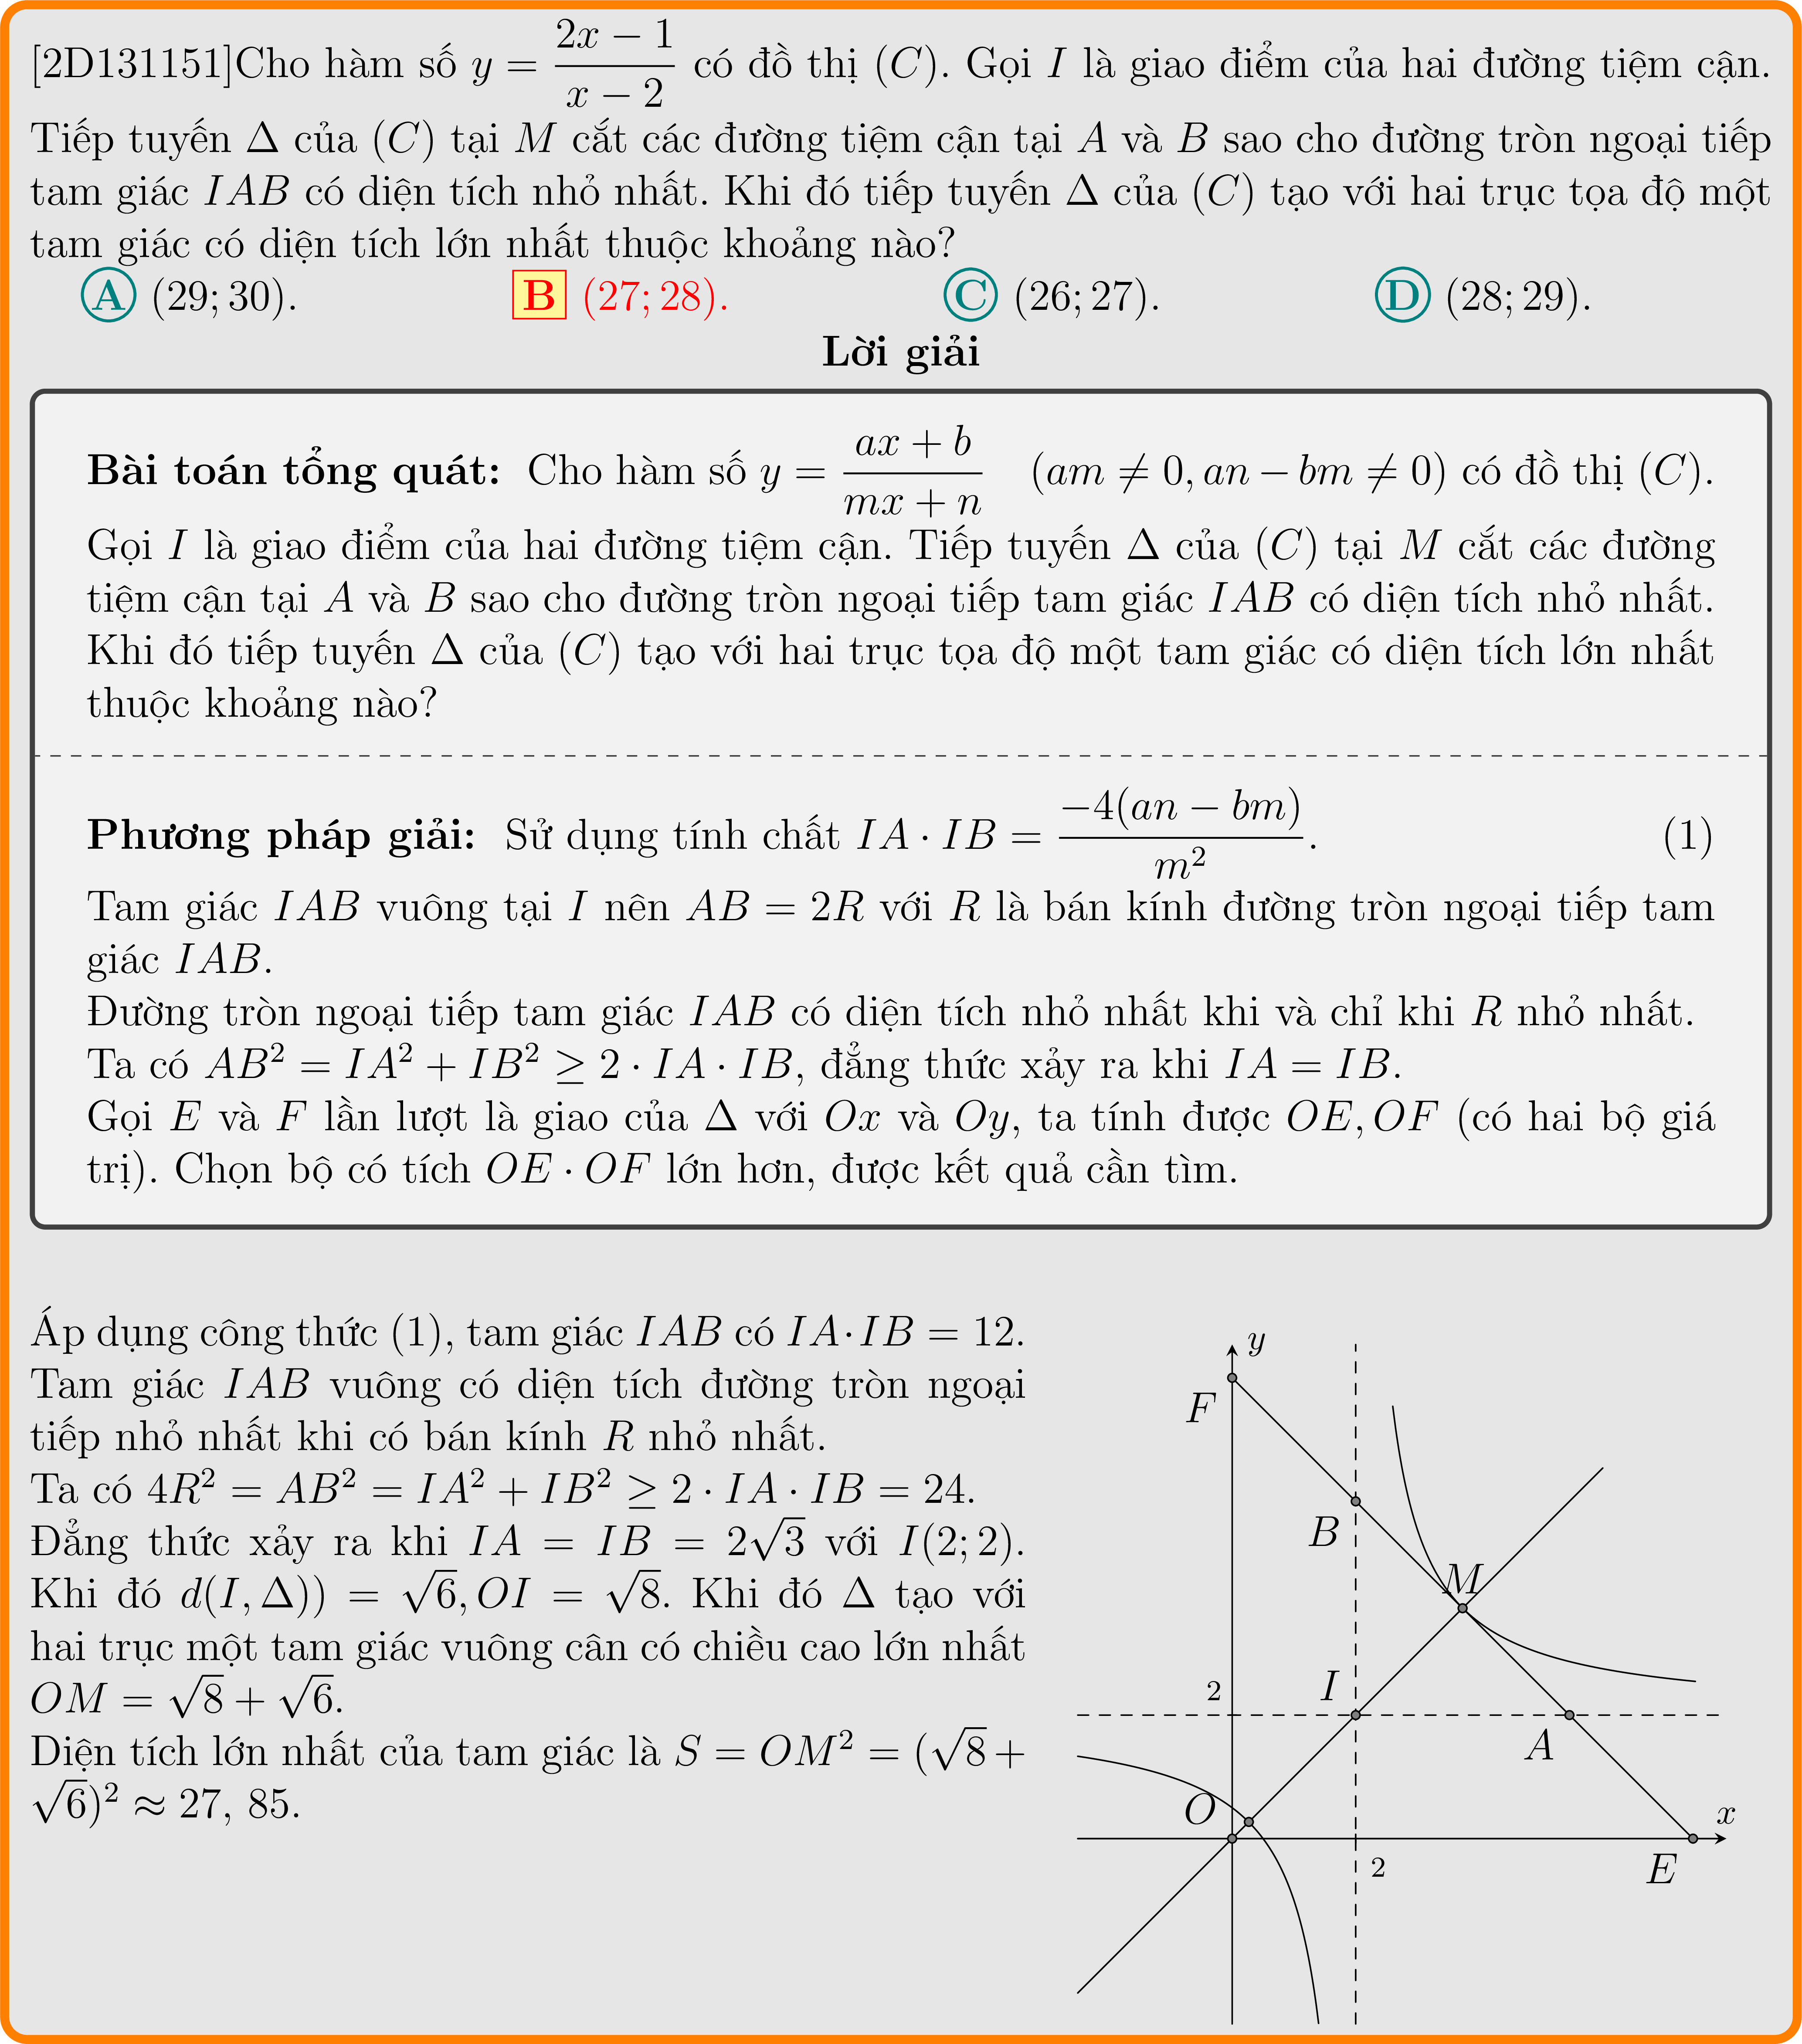 [2D131151]Cho hàm số $y = \dfrac{2x-1}{x-2}$ có đồ thị $(C)$. Gọi $I$ là giao điểm của hai đường tiệm cận.
Tiếp tuyến $\Delta$ của $(C)$ tại $M$ cắt các đường tiệm cận tại $A$ và $B$ sao cho đường tròn ngoại tiếp
tam giác $IAB$ có diện tích nhỏ nhất. Khi đó tiếp tuyến $\Delta$ của $(C)$ tạo với hai trục tọa độ một
tam giác có diện tích lớn nhất thuộc khoảng nào?
A (29; 30). B (27; 28). C (26; 27). D (28; 29).
Lời giải
Bài toán tổng quát: Cho hàm số $y = \dfrac{ax+b}{mx+n}$ $(am \neq 0, an-bm \neq 0)$ có đồ thị $(C)$.
Gọi $I$ là giao điểm của hai đường tiệm cận. Tiếp tuyến $\Delta$ của $(C)$ tại $M$ cắt các đường
tiệm cận tại $A$ và $B$ sao cho đường tròn ngoại tiếp tam giác $IAB$ có diện tích nhỏ nhất.
Khi đó tiếp tuyến $\Delta$ của $(C)$ tạo với hai trục tọa độ một tam giác có diện tích lớn nhất
thuộc khoảng nào?
Phương pháp giải: Sử dụng tính chất $IA \cdot IB = \dfrac{-4(an-bm)}{m^2}$. (1)
Tam giác $IAB$ vuông tại $I$ nên $AB = 2R$ với $R$ là bán kính đường tròn ngoại tiếp tam
giác $IAB$.
Đường tròn ngoại tiếp tam giác $IAB$ có diện tích nhỏ nhất khi và chỉ khi $R$ nhỏ nhất.
Ta có $AB^2 = IA^2 + IB^2 \geq 2 \cdot IA \cdot IB$, đẳng thức xảy ra khi $IA = IB$.
Gọi $E$ và $F$ lần lượt là giao của $\Delta$ với $Ox$ và $Oy$, ta tính được $OE, OF$ (có hai bộ giá
trị). Chọn bộ có tích $OE \cdot OF$ lớn hơn, được kết quả cần tìm.
Áp dụng công thức (1), tam giác $IAB$ có $IA \cdot IB = 12$.
Tam giác $IAB$ vuông có diện tích đường tròn ngoại
tiếp nhỏ nhất khi có bán kính $R$ nhỏ nhất.
Ta có $4R^2 = AB^2 = IA^2 + IB^2 \geq 2 \cdot IA \cdot IB = 24$.
Đẳng thức xảy ra khi $IA = IB = 2\sqrt{3}$ với $I(2; 2)$.
Khi đó $d(I, \Delta)) = \sqrt{6}, OI = \sqrt{8}$. Khi đó $\Delta$ tạo với
hai trục một tam giác vuông cân có chiều cao lớn nhất
$OM = \sqrt{8} + \sqrt{6}$.
Diện tích lớn nhất của tam giác là $S = OM^2 = (\sqrt{8} +$
$\sqrt{6})^2 \approx 27, 85$.
y
F
B
M
I
2
A
O
x
2
E